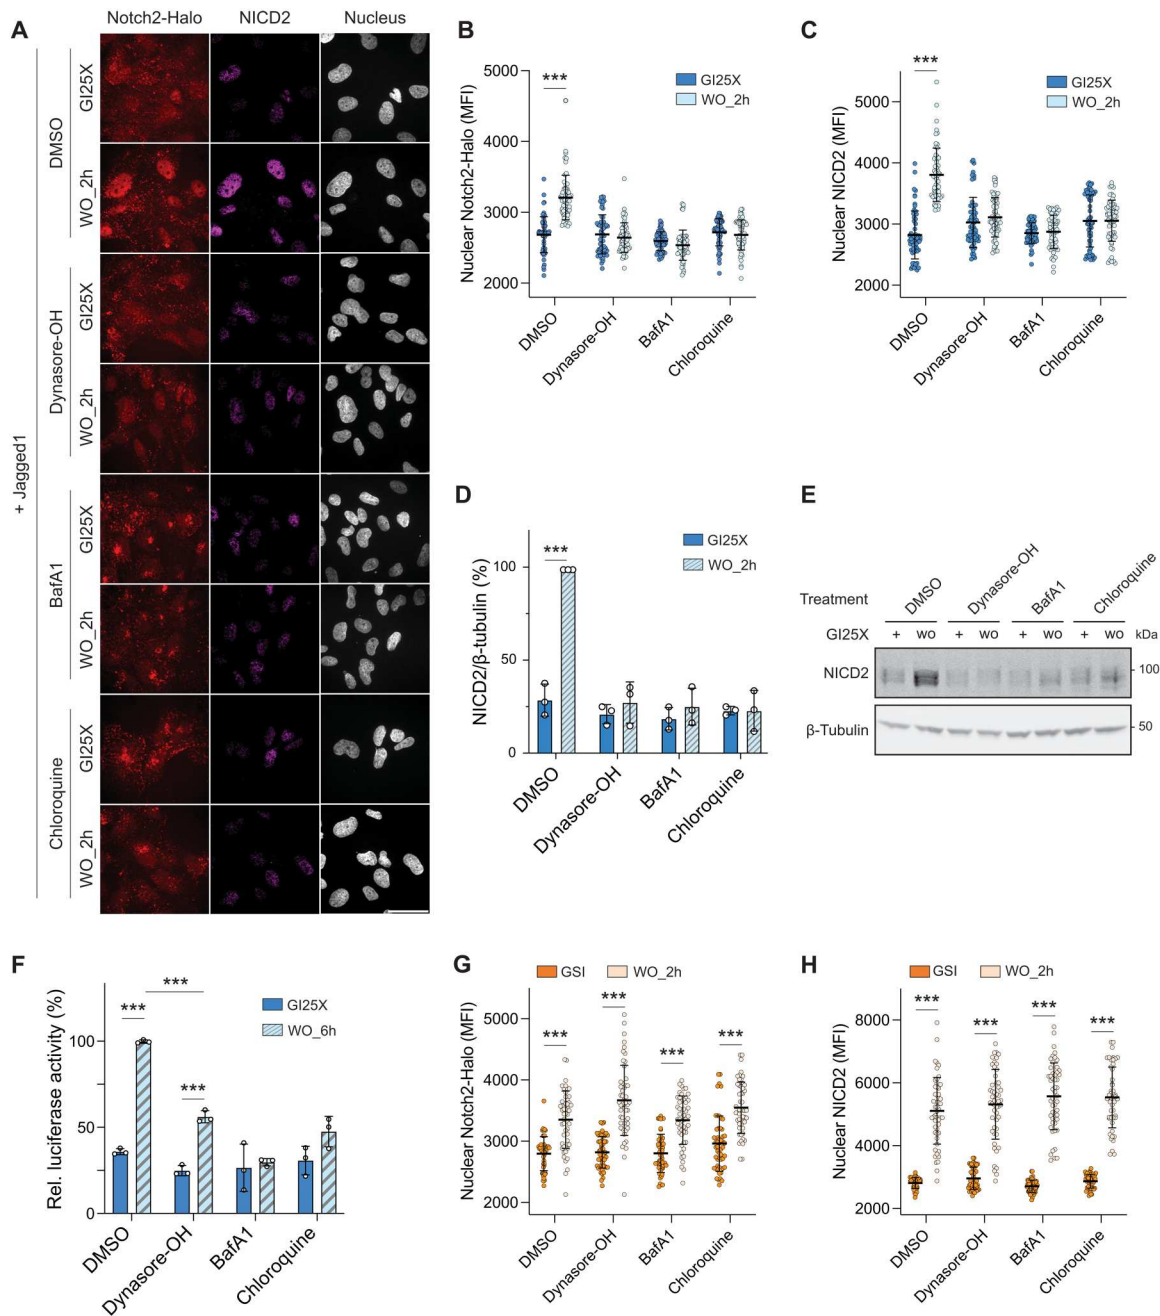 A
Notch2-Halo NICD2 Nucleus
+ Jagged1
DMSO
GI25X
WO_2h
Dynasore-OH
GI25X
WO_2h
BafA1
GI25X
WO_2h
Chloroquine
GI25X
WO_2h
B
Nuclear Notch2-Halo (MFI)
5000
4000
3000
2000
***
GI25X
WO_2h
DMSO
Dynasore-OH
BafA1
Chloroquine
C
Nuclear NICD2 (MFI)
5000
4000
3000
2000
***
GI25X
WO_2h
DMSO
Dynasore-OH
BafA1
Chloroquine
D
NICD2/β-tubulin (%)
100
50
0
***
GI25X
WO_2h
DMSO
Dynasore-OH
BafA1
Chloroquine
E
Treatment DMSO Dynasore-OH BafA1 Chloroquine
GI25X + wo + wo + wo + wo kDa
NICD2 100
β-Tubulin 50
F
Rel. luciferase activity (%)
100
50
0
***
***
***
GI25X
WO_6h
DMSO
Dynasore-OH
BafA1
Chloroquine
G
GSI WO_2h
Nuclear Notch2-Halo (MFI)
5000
4000
3000
2000
***
***
***
***
DMSO
Dynasore-OH
BafA1
Chloroquine
H
GSI WO_2h
Nuclear NICD2 (MFI)
8000
6000
4000
2000
***
***
***
***
DMSO
Dynasore-OH
BafA1
Chloroquine